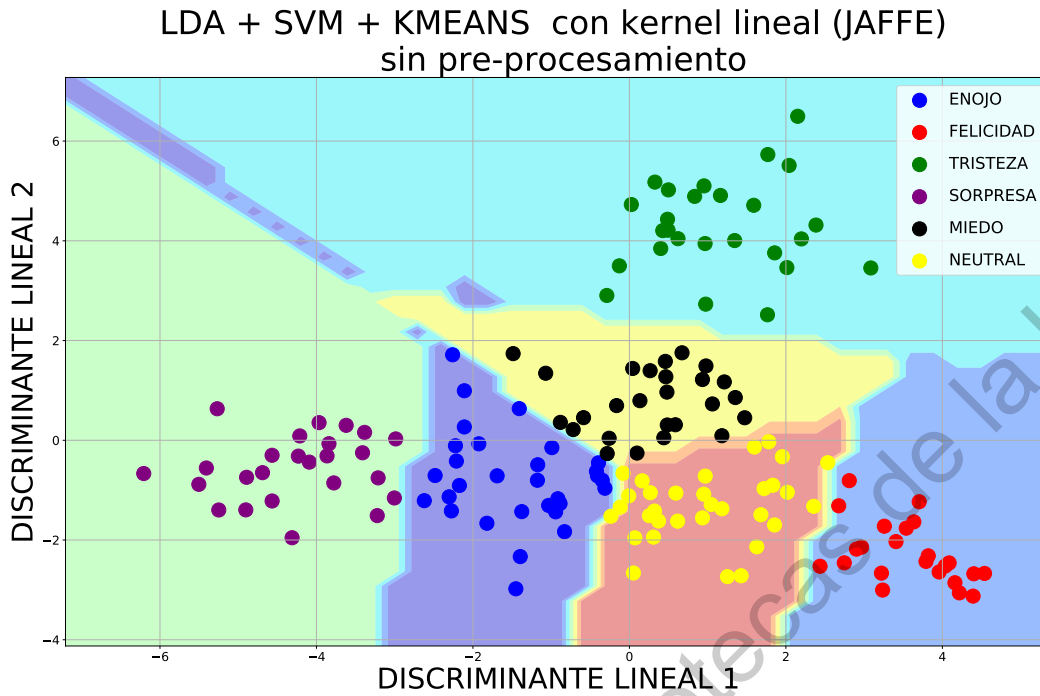 LDA + SVM + KMEANS con kernel lineal (JAFFE)
sin pre-procesamiento
ENOJO
FELICIDAD
TRISTEZA
SORPRESA
MIEDO
NEUTRAL
DISCRIMINANTE LINEAL 2
6
4
2
0
−2
−4
−6
−4
−2
0
2
4
DISCRIMINANTE LINEAL 1
tecas de la